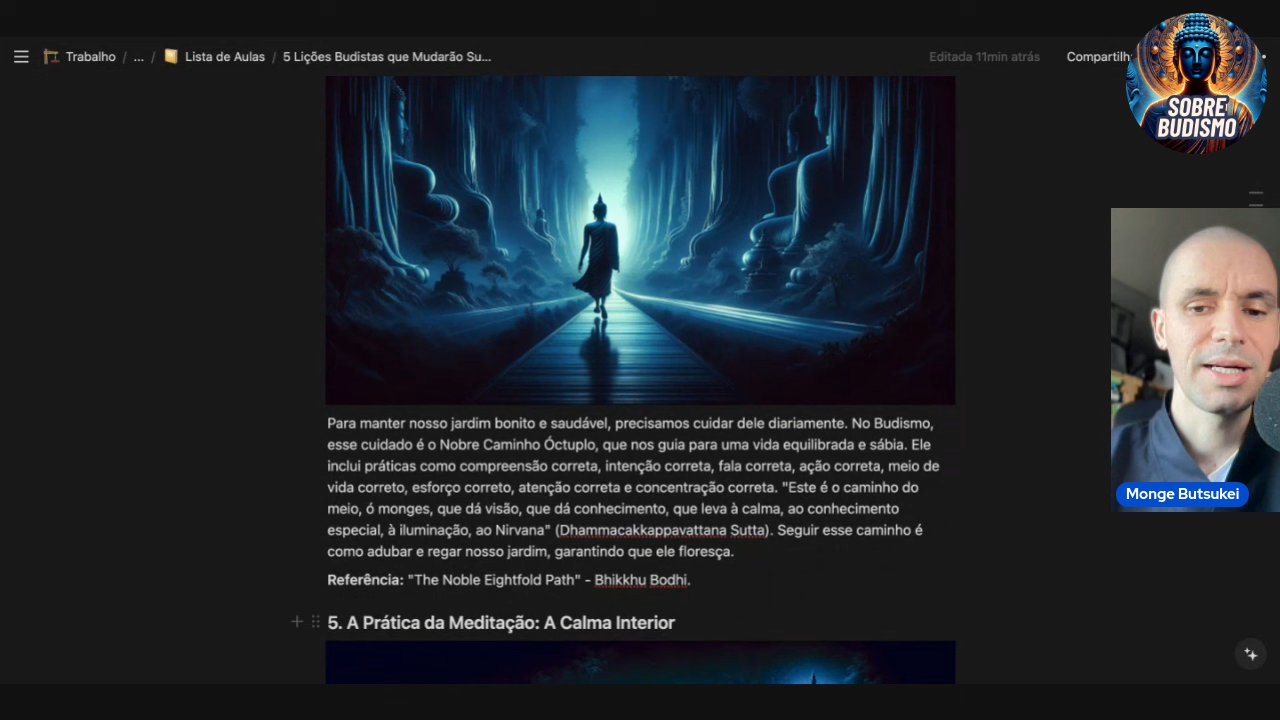 Trabalho / ... / Lista de Aulas / 5 Lições Budistas que Mudarão Su...
Editada 11min atrás
Compartilh
SOBRE
BUDISMO
Para manter nosso jardim bonito e saudável, precisamos cuidar dele diariamente. No Budismo,
esse cuidado é o Nobre Caminho Óctuplo, que nos guia para uma vida equilibrada e sábia. Ele
inclui práticas como compreensão correta, intenção correta, fala correta, ação correta, meio de
vida correto, esforço correto, atenção correta e concentração correta. "Este é o caminho do
meio, ó monges, que dá visão, que dá conhecimento, que leva à calma, ao conhecimento
especial, à iluminação, ao Nirvana" (Dhammacakkappavattana Sutta). Seguir esse caminho é
como adubar e regar nosso jardim, garantindo que ele floresça.
Referência: "The Noble Eightfold Path" - Bhikkhu Bodhi.
5. A Prática da Meditação: A Calma Interior
Monge Butsukei